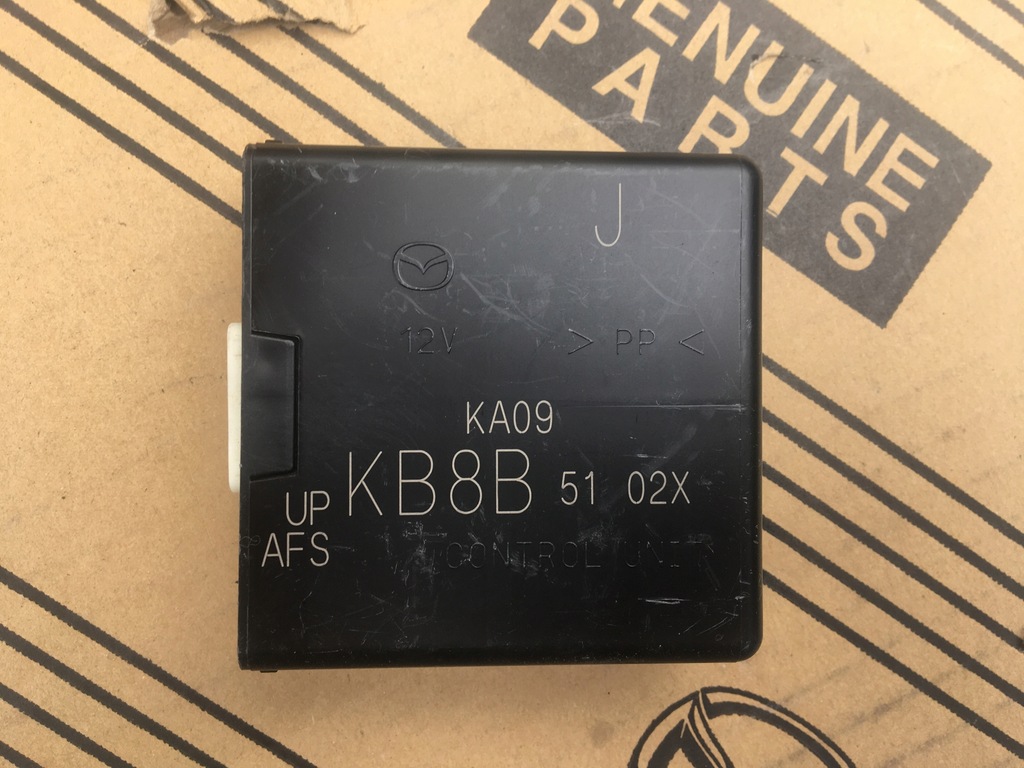 GENUINE
PARTS
J
12V > PP <
KA09
KB8B 51 02X
UP
AFS
CONTROL UNIT